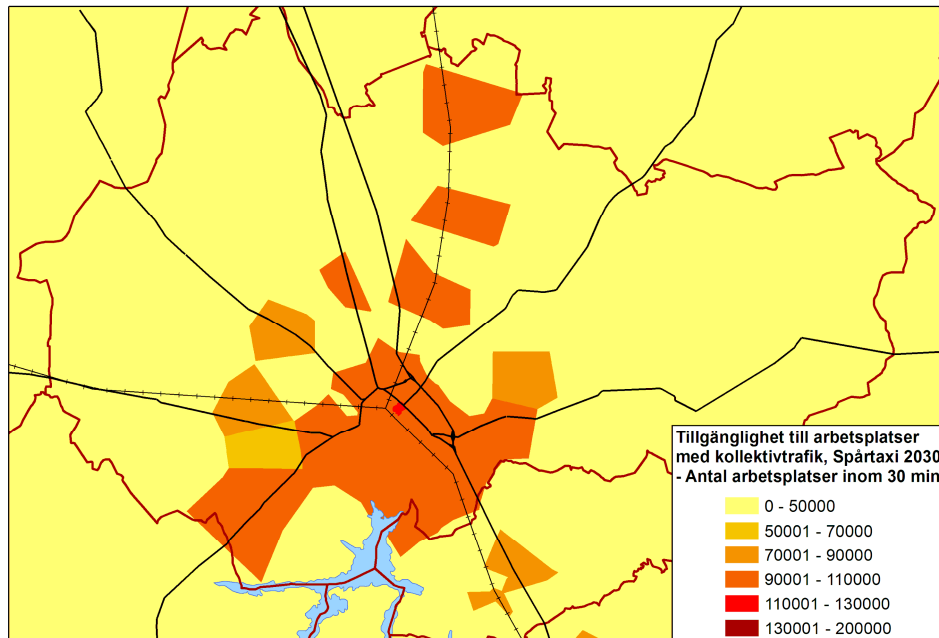 Tillgänglighet till arbetsplatser
med kollektivtrafik, Spårtaxi 2030
- Antal arbetsplatser inom 30 min
0 - 50000
50001 - 70000
70001 - 90000
90001 - 110000
110001 - 130000
130001 - 200000